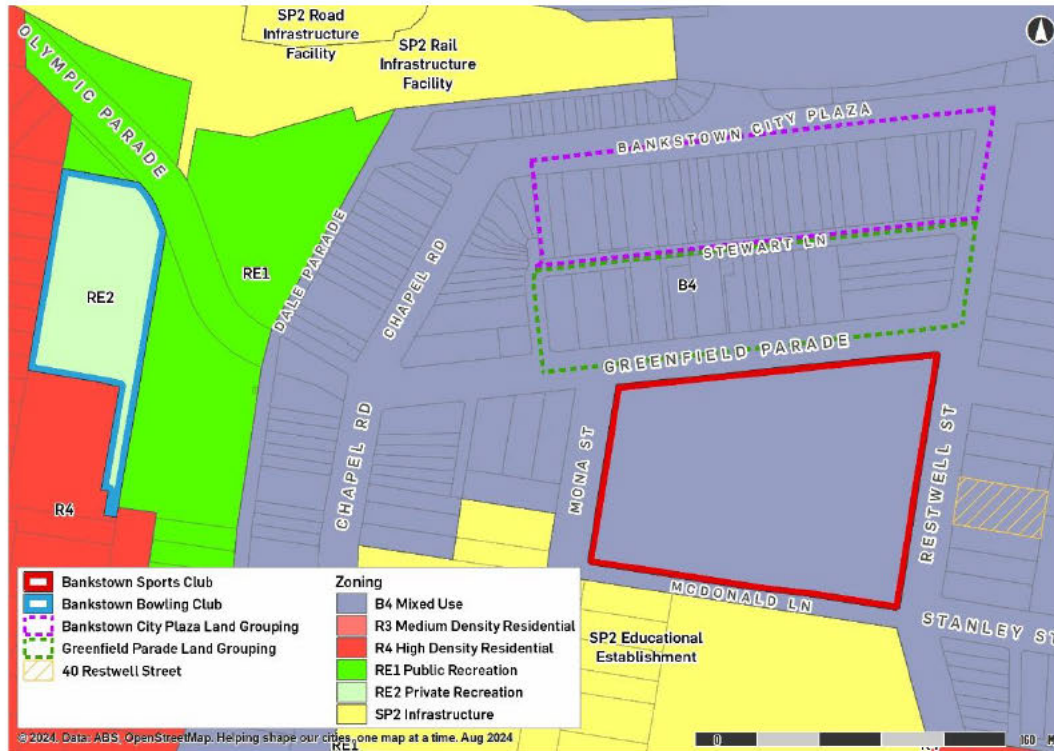 SP2 Road
Infrastructure
Facility
SP2 Rail
Infrastructure
Facility
OLYMPIC PARADE
BANKSTOWN CITY PLAZA
STEWART LN
DALE PARADE
CHAPEL RD
RE1
RE2
B4
GREENFIELD PARADE
CHAPEL RD
MONA ST
RESTWELL ST
R4
MCDONALD LN
STANLEY ST
SP2 Educational
Establishment
Bankstown Sports Club
Bankstown Bowling Club
Bankstown City Plaza Land Grouping
Greenfield Parade Land Grouping
40 Restwell Street
Zoning
B4 Mixed Use
R3 Medium Density Residential
R4 High Density Residential
RE1 Public Recreation
RE2 Private Recreation
SP2 Infrastructure
© 2024. Data: ABS, OpenStreetMap. Helping shape our cities, one map at a time. Aug 2024
RE1
0
160 M